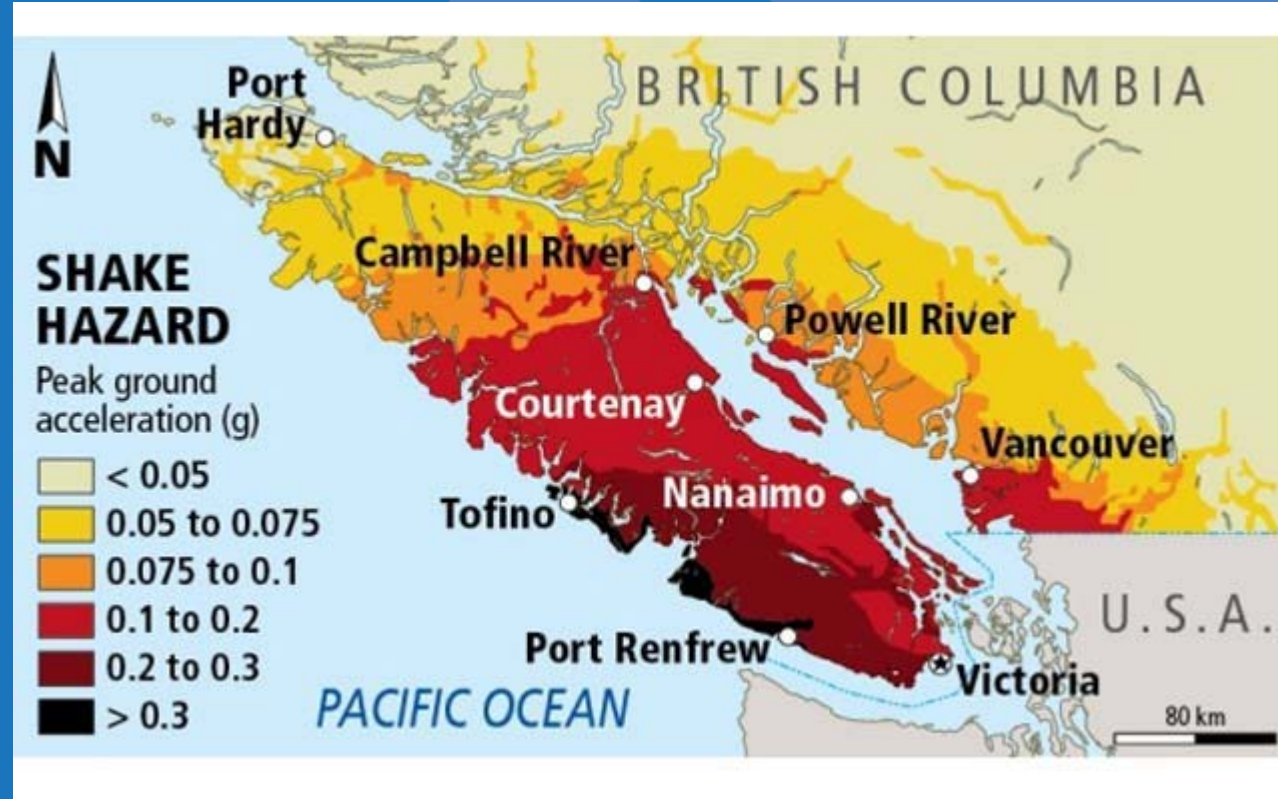 BRITISH COLUMBIA
Port
Hardy
N
Campbell River
SHAKE
HAZARD
Peak ground
acceleration (g)
< 0.05
0.05 to 0.075
0.075 to 0.1
0.1 to 0.2
0.2 to 0.3
> 0.3
Powell River
Courtenay
Vancouver
Nanaimo
Tofino
U.S.A.
Port Renfrew
Victoria
PACIFIC OCEAN
80 km